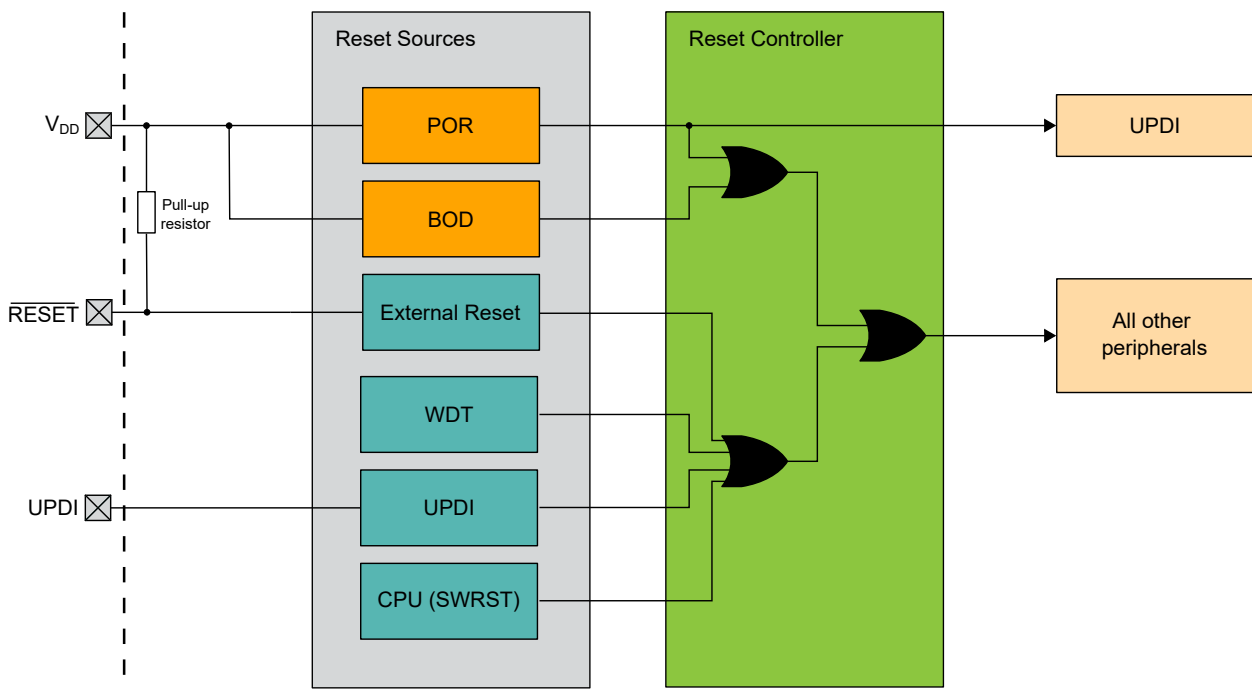 Reset Sources
Reset Controller
VDD
POR
UPDI
Pull-up
resistor
BOD
RESET
External Reset
All other
peripherals
WDT
UPDI
UPDI
CPU (SWRST)